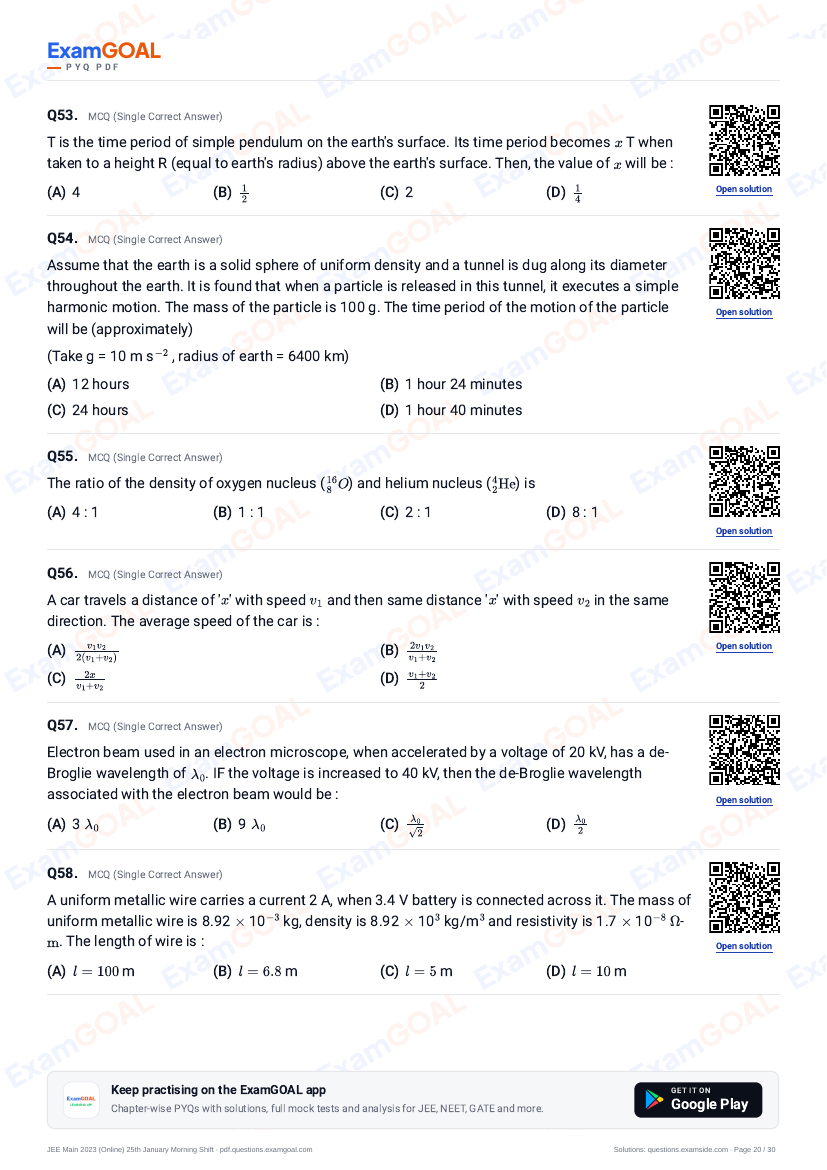 ExamGOAL
PYQ PDF
Q53. MCQ (Single Correct Answer)
T is the time period of simple pendulum on the earth's surface. Its time period becomes x T when
taken to a height R (equal to earth's radius) above the earth's surface. Then, the value of x will be :
(A) 4 (B) 1/2 (C) 2 (D) 1/4
Open solution
Q54. MCQ (Single Correct Answer)
Assume that the earth is a solid sphere of uniform density and a tunnel is dug along its diameter
throughout the earth. It is found that when a particle is released in this tunnel, it executes a simple
harmonic motion. The mass of the particle is 100 g. The time period of the motion of the particle
will be (approximately)
(Take g = 10 m s⁻² , radius of earth = 6400 km)
(A) 12 hours (B) 1 hour 24 minutes
(C) 24 hours (D) 1 hour 40 minutes
Open solution
Q55. MCQ (Single Correct Answer)
The ratio of the density of oxygen nucleus (¹⁶₈O) and helium nucleus (⁴₂He) is
(A) 4 : 1 (B) 1 : 1 (C) 2 : 1 (D) 8 : 1
Open solution
Q56. MCQ (Single Correct Answer)
A car travels a distance of 'x' with speed v₁ and then same distance 'x' with speed v₂ in the same
direction. The average speed of the car is :
(A) v₁v₂/2(v₁+v₂) (B) 2v₁v₂/v₁+v₂
(C) 2x/v₁+v₂ (D) v₁+v₂/2
Open solution
Q57. MCQ (Single Correct Answer)
Electron beam used in an electron microscope, when accelerated by a voltage of 20 kV, has a de-
Broglie wavelength of λ₀. IF the voltage is increased to 40 kV, then the de-Broglie wavelength
associated with the electron beam would be :
(A) 3 λ₀ (B) 9 λ₀ (C) λ₀/√2 (D) λ₀/2
Open solution
Q58. MCQ (Single Correct Answer)
A uniform metallic wire carries a current 2 A, when 3.4 V battery is connected across it. The mass of
uniform metallic wire is 8.92 × 10⁻³ kg, density is 8.92 × 10³ kg/m³ and resistivity is 1.7 × 10⁻⁸ Ω-
m. The length of wire is :
(A) l = 100 m (B) l = 6.8 m (C) l = 5 m (D) l = 10 m
Open solution
Keep practising on the ExamGOAL app
Chapter-wise PYQs with solutions, full mock tests and analysis for JEE, NEET, GATE and more.
GET IT ON
Google Play
JEE Main 2023 (Online) 25th January Morning Shift · pdf.questions.examgoal.com
Solutions: questions.examside.com · Page 20 / 30